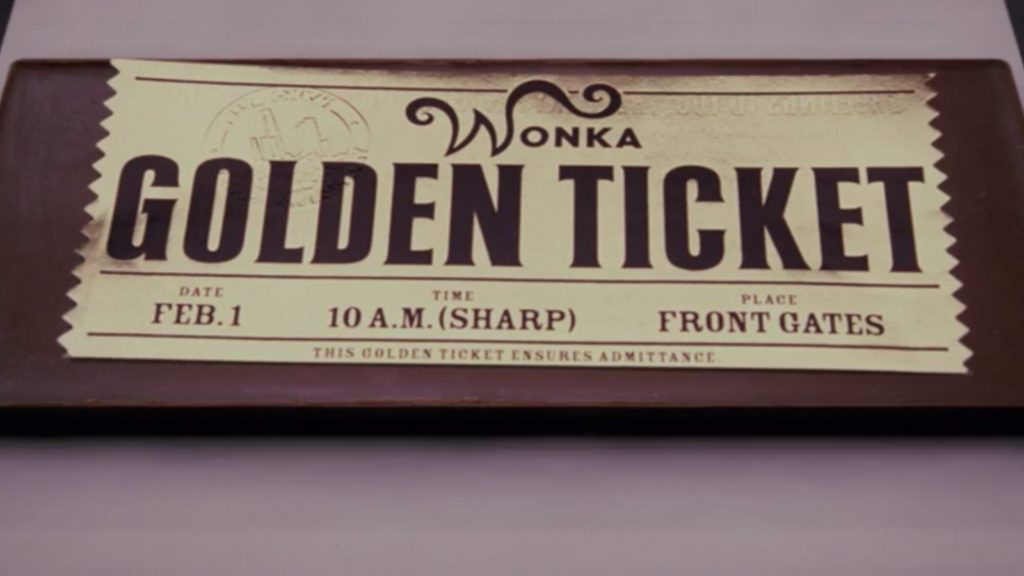 WONKA
GOLDEN TICKET
DATE TIME PLACE
FEB. 1 10 A.M. (SHARP) FRONT GATES
THIS GOLDEN TICKET ENSURES ADMITTANCE.